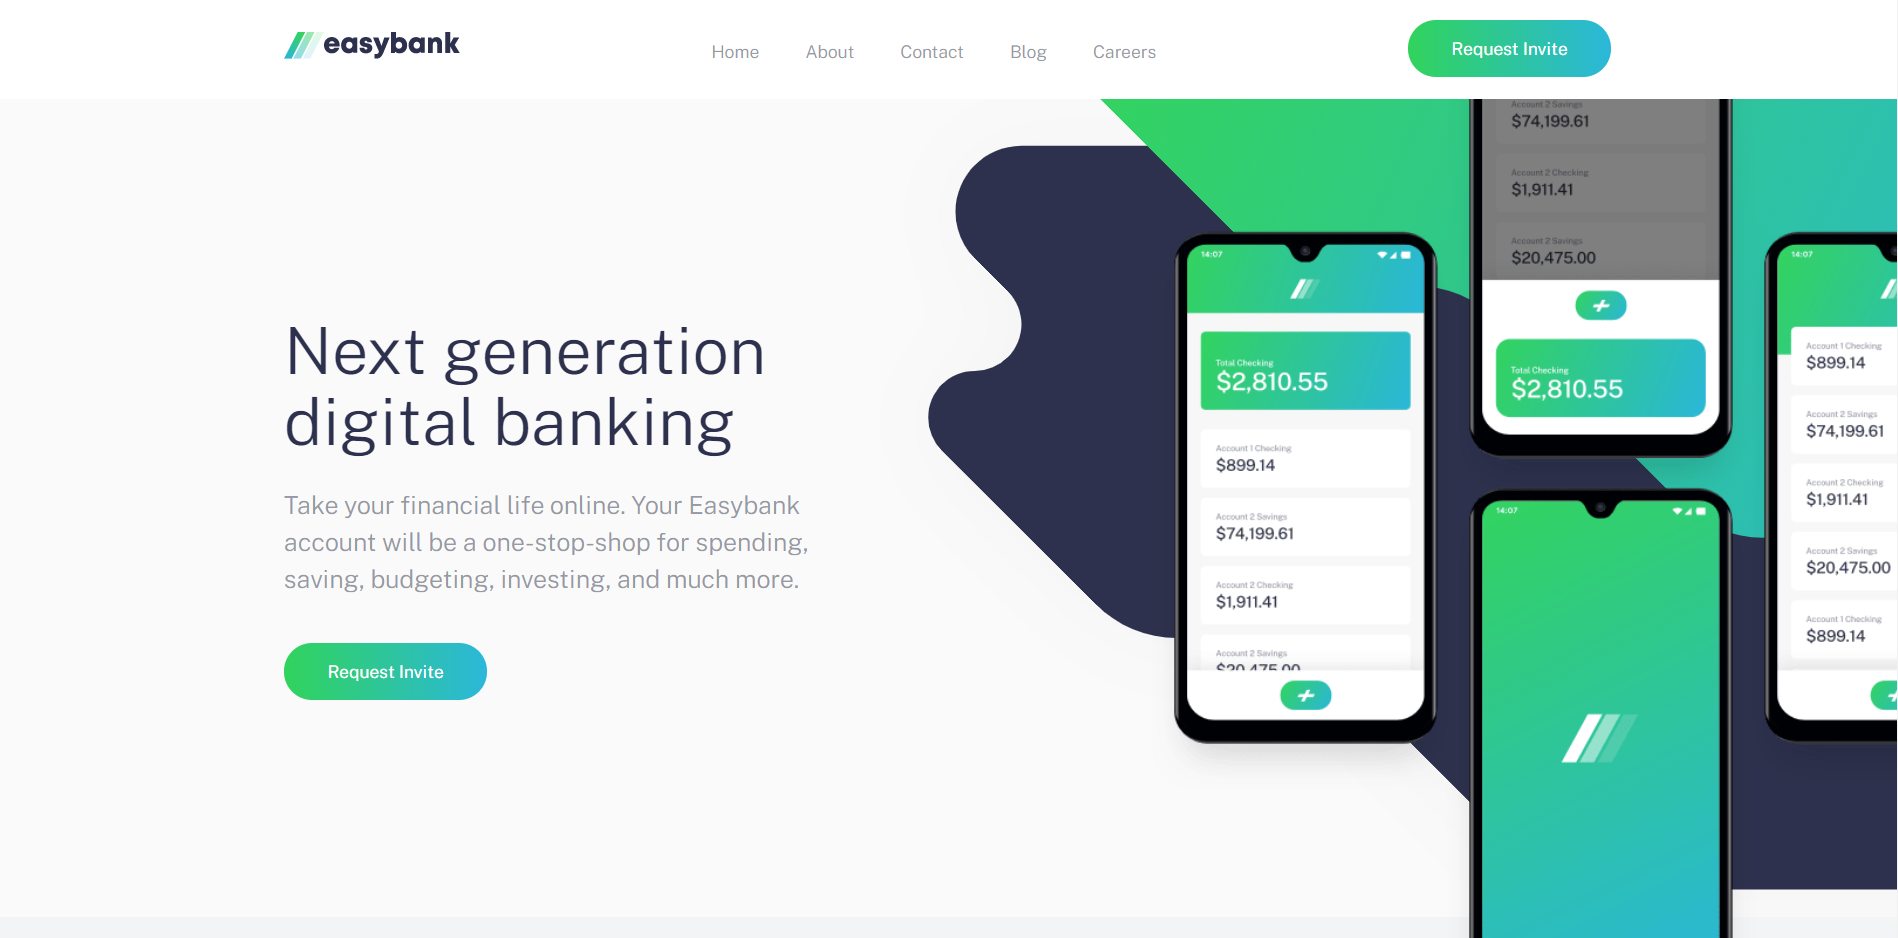 easybank
Home
About
Contact
Blog
Careers
Request Invite
Next generation
digital banking
Take your financial life online. Your Easybank
account will be a one-stop-shop for spending,
saving, budgeting, investing, and much more.
Request Invite
14:07
Total Checking
$2,810.55
Account 1 Checking
$899.14
Account 2 Savings
$74,199.61
Account 2 Checking
$1,911.41
Account 2 Savings
$20,475.00
Account 2 Savings
$74,199.61
Account 2 Checking
$1,911.41
Account 2 Savings
$20,475.00
Total Checking
$2,810.55
14:07
14:07
Account 1 Checking
$899.14
Account 2 Savings
$74,199.61
Account 2 Checking
$1,911.41
Account 2 Savings
$20,475.00
Account 1 Checking
$899.14